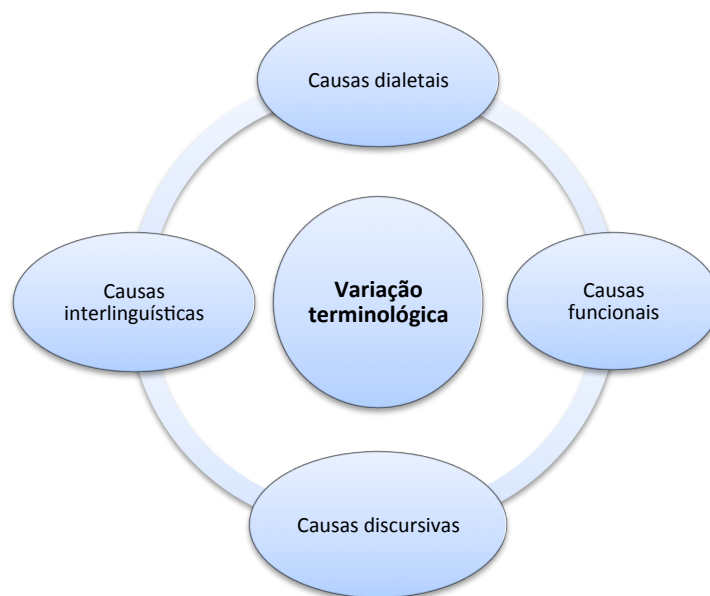 Causas dialetais
Causas
interlinguísticas
Variação
terminológica
Causas
funcionais
Causas discursivas